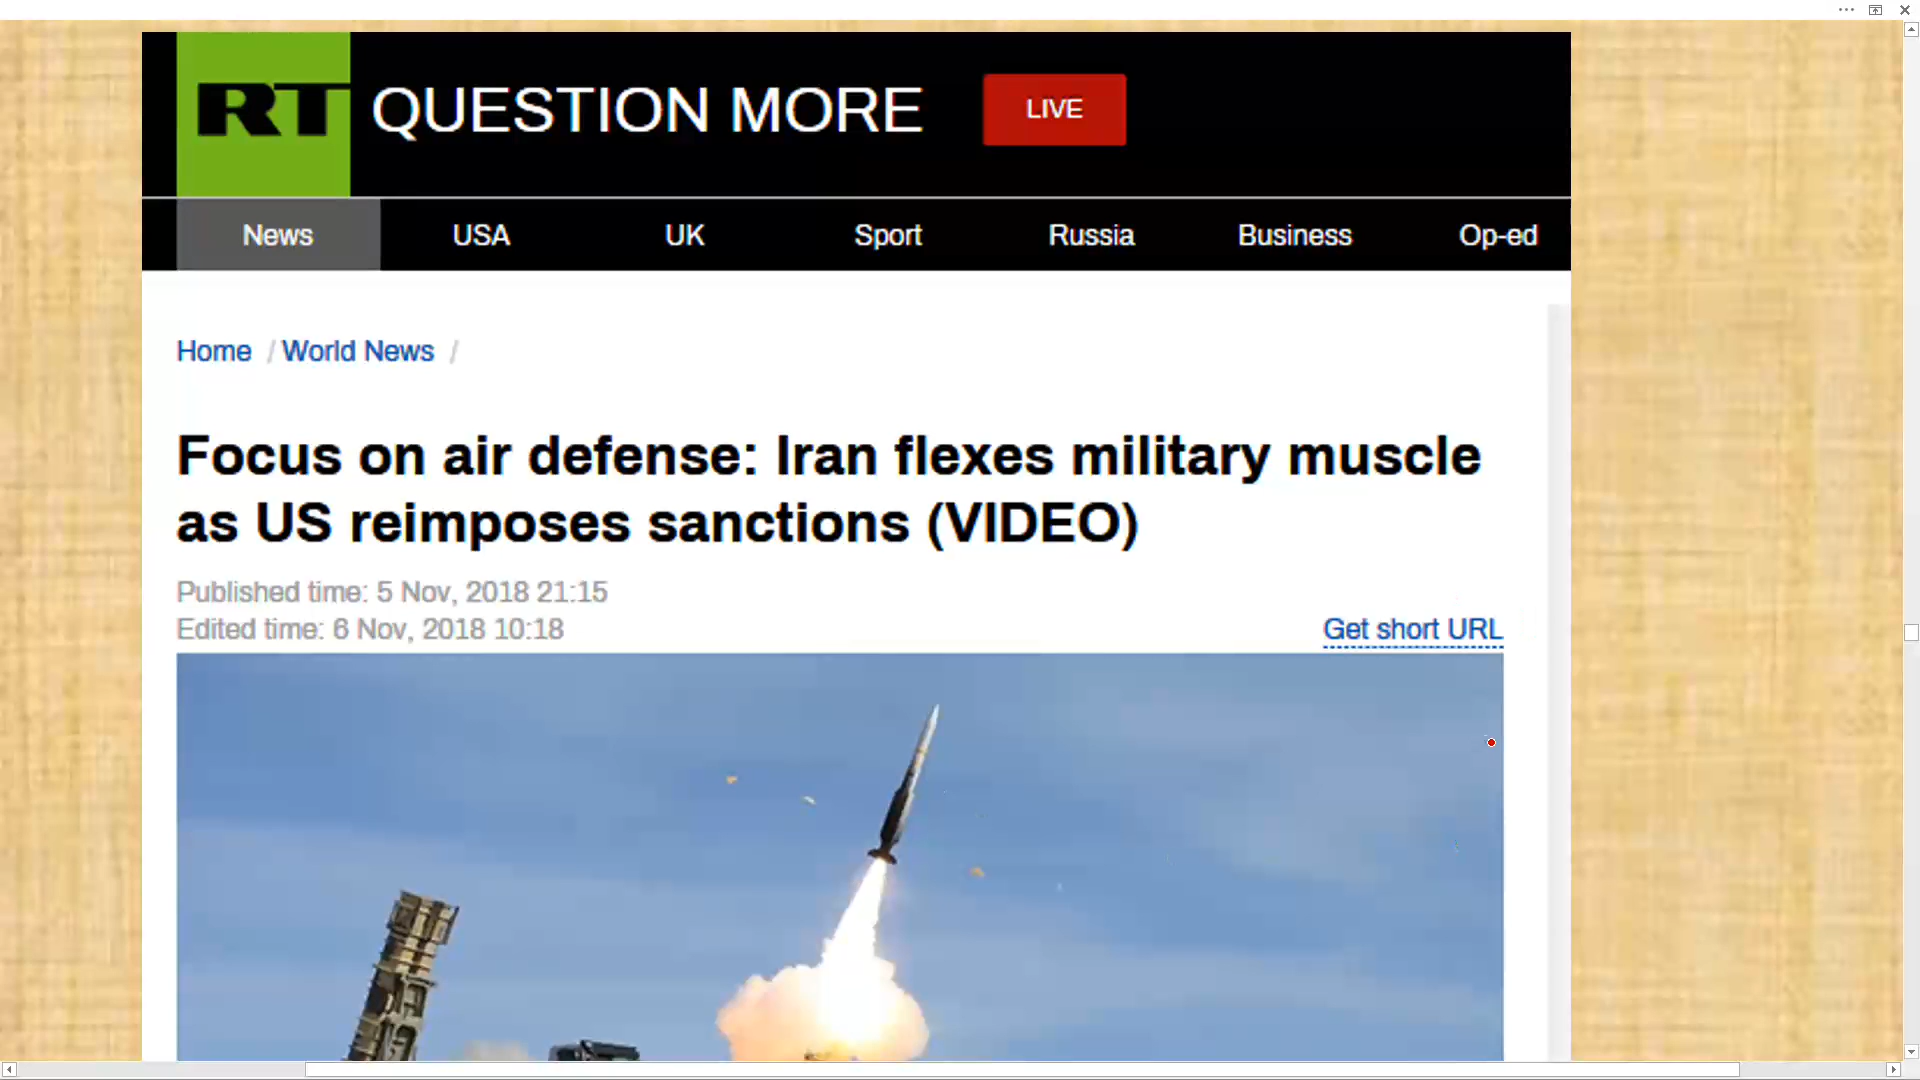 RT QUESTION MORE LIVE
News USA UK Sport Russia Business Op-ed
Home / World News /
Focus on air defense: Iran flexes military muscle
as US reimposes sanctions (VIDEO)
Published time: 5 Nov, 2018 21:15
Edited time: 6 Nov, 2018 10:18
Get short URL